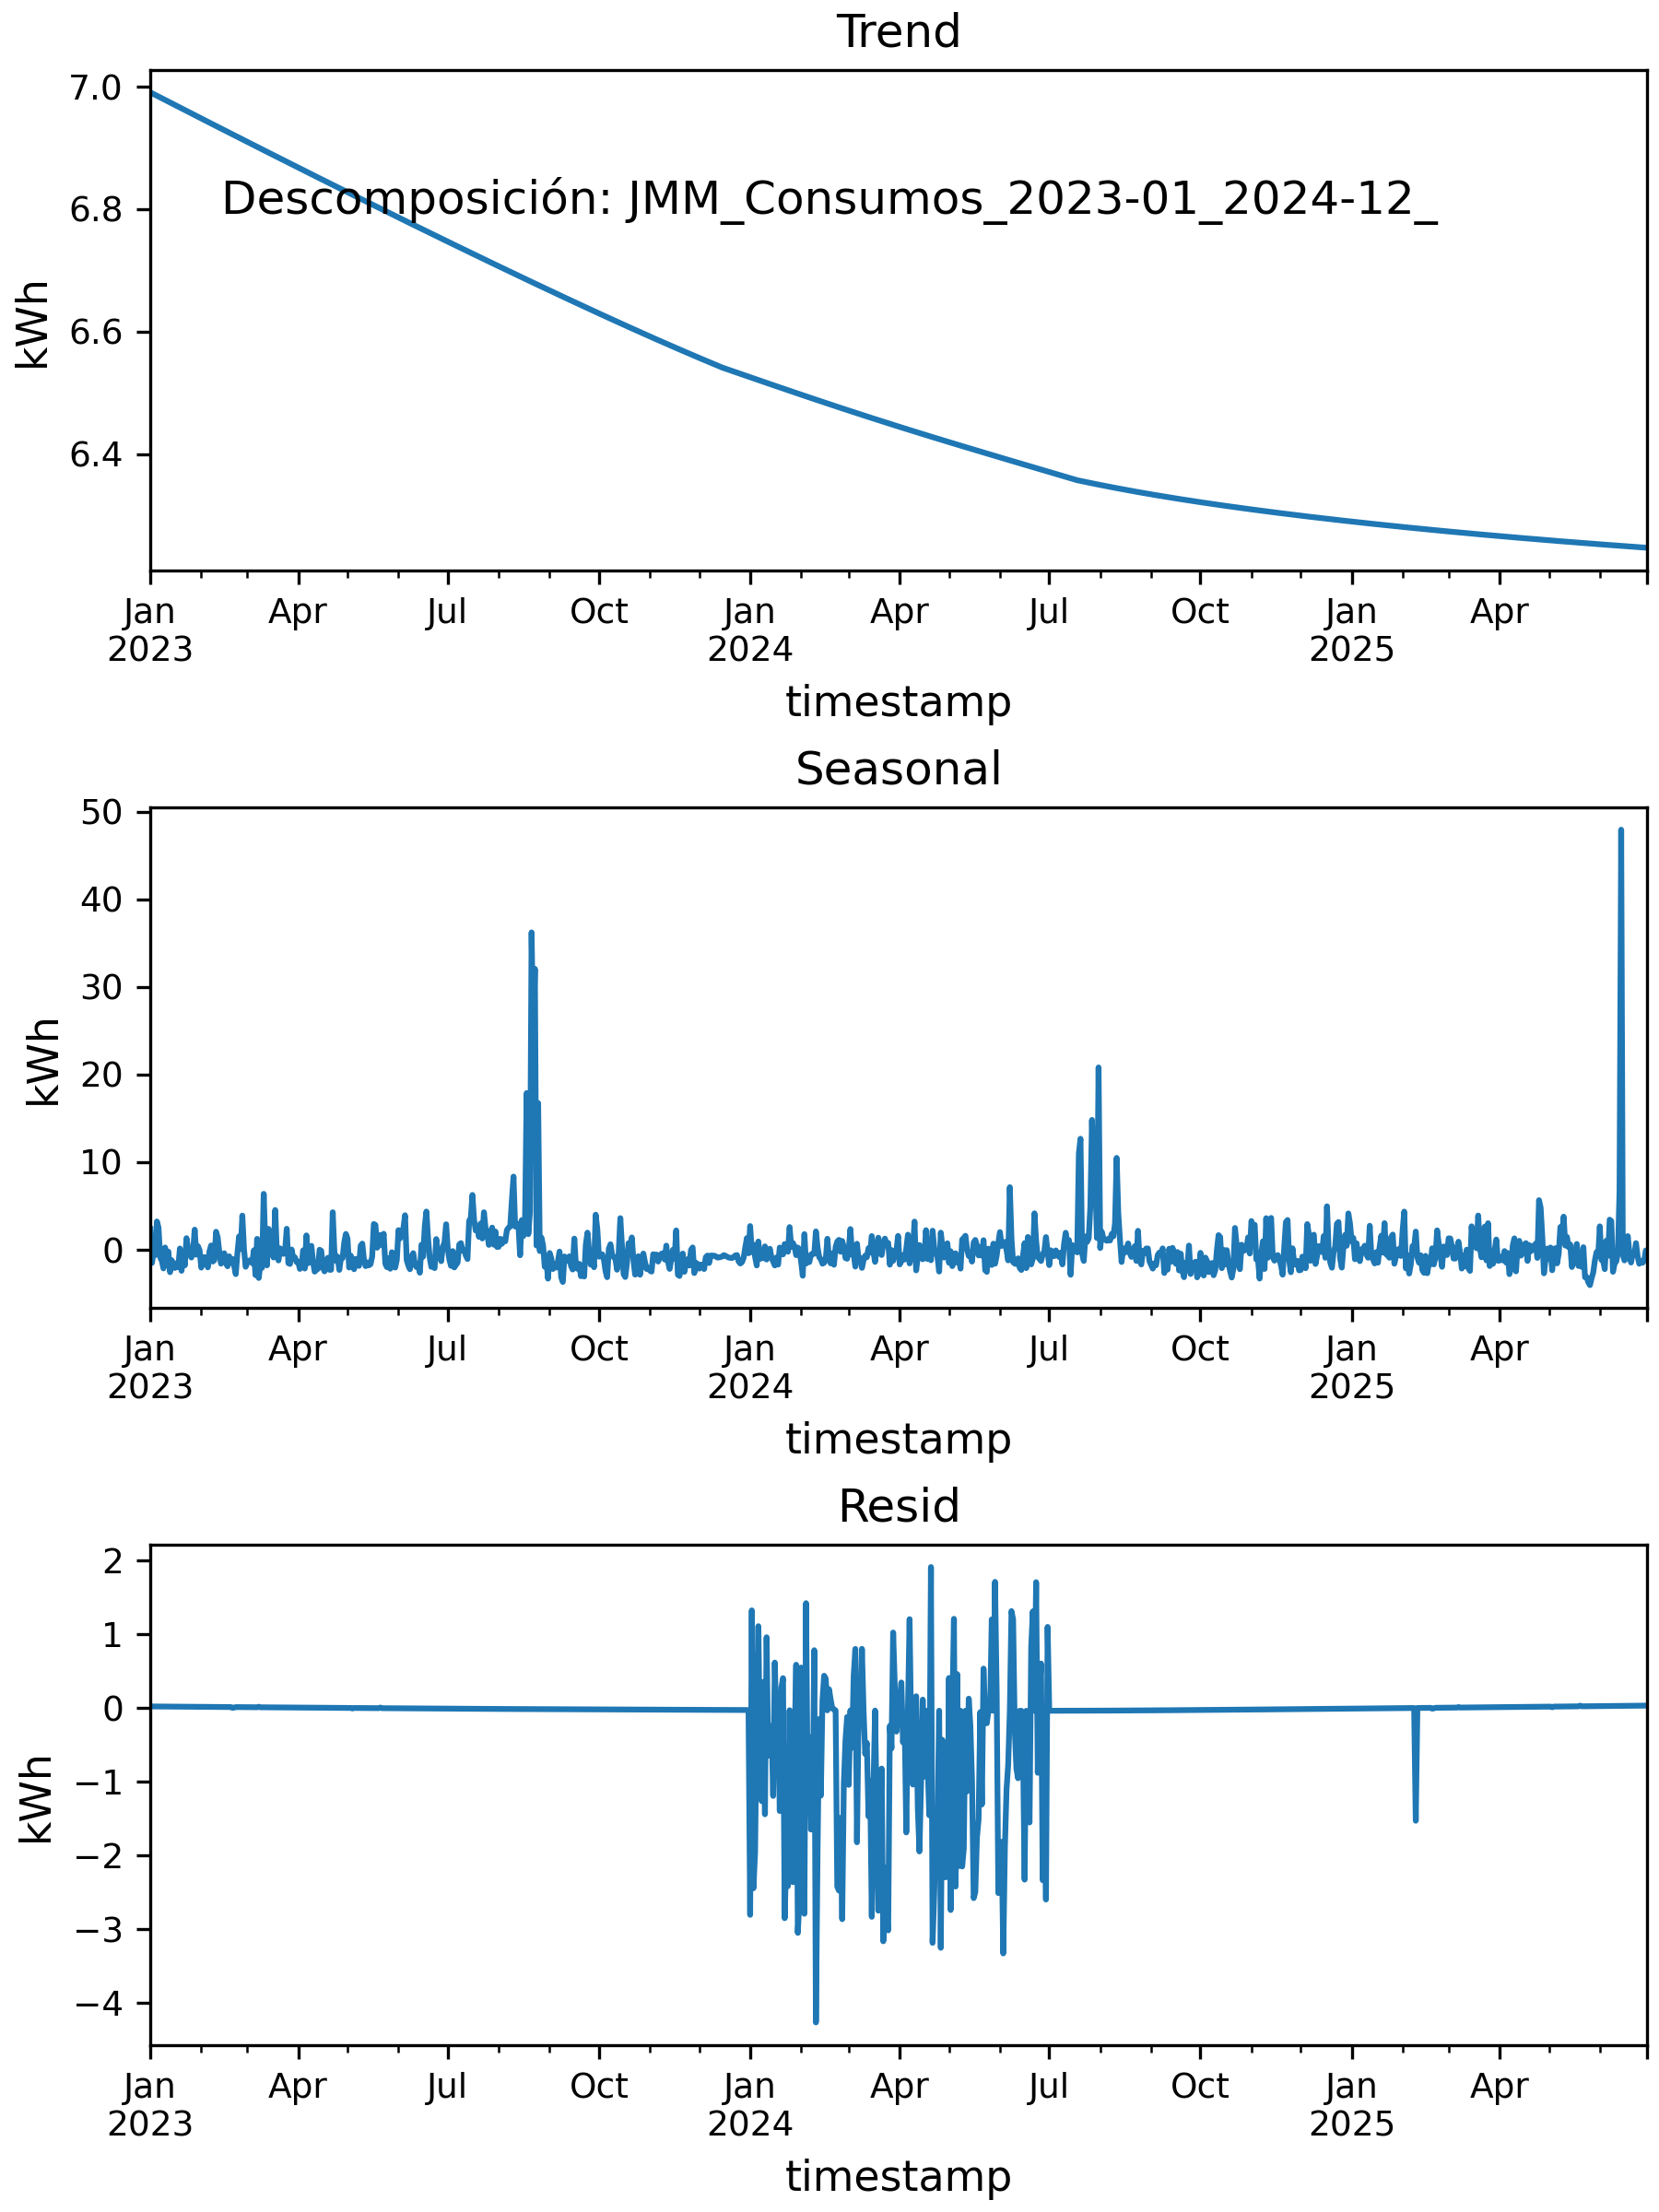 Trend
7.0
6.8
6.6
6.4
kWh
Descomposición: JMM_Consumos_2023-01_2024-12_
Jan Apr Jul Oct Jan Apr Jul Oct Jan Apr
2023 2024 2025
timestamp
Seasonal
50
40
30
20
10
0
kWh
Jan Apr Jul Oct Jan Apr Jul Oct Jan Apr
2023 2024 2025
timestamp
Resid
2
1
0
−1
−2
−3
−4
kWh
Jan Apr Jul Oct Jan Apr Jul Oct Jan Apr
2023 2024 2025
timestamp